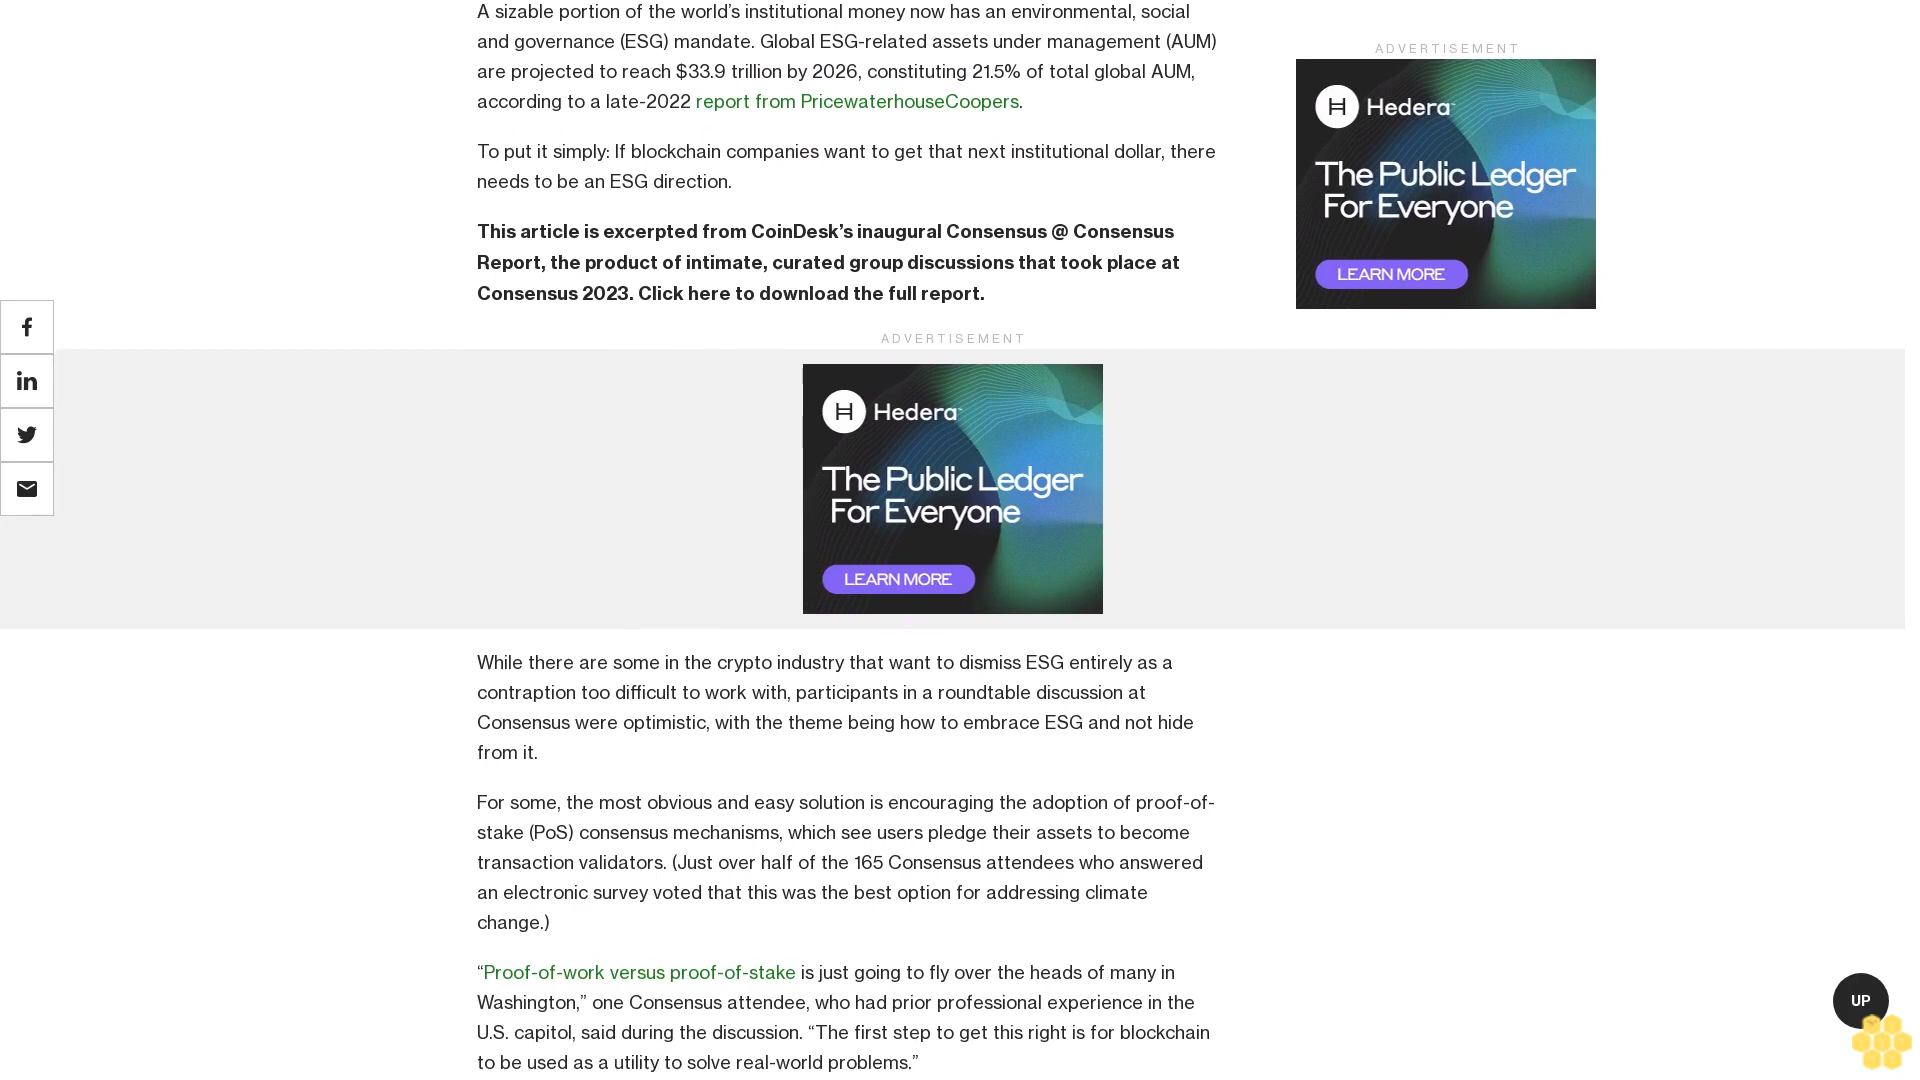 A sizable portion of the world’s institutional money now has an environmental, social
and governance (ESG) mandate. Global ESG-related assets under management (AUM)
are projected to reach $33.9 trillion by 2026, constituting 21.5% of total global AUM,
according to a late-2022 report from PricewaterhouseCoopers.
To put it simply: If blockchain companies want to get that next institutional dollar, there
needs to be an ESG direction.
This article is excerpted from CoinDesk’s inaugural Consensus @ Consensus
Report, the product of intimate, curated group discussions that took place at
Consensus 2023. Click here to download the full report.
ADVERTISEMENT
H Hedera
The Public Ledger
For Everyone
LEARN MORE
ADVERTISEMENT
H Hedera
The Public Ledger
For Everyone
LEARN MORE
While there are some in the crypto industry that want to dismiss ESG entirely as a
contraption too difficult to work with, participants in a roundtable discussion at
Consensus were optimistic, with the theme being how to embrace ESG and not hide
from it.
For some, the most obvious and easy solution is encouraging the adoption of proof-of-
stake (PoS) consensus mechanisms, which see users pledge their assets to become
transaction validators. (Just over half of the 165 Consensus attendees who answered
an electronic survey voted that this was the best option for addressing climate
change.)
“Proof-of-work versus proof-of-stake is just going to fly over the heads of many in
Washington,” one Consensus attendee, who had prior professional experience in the
U.S. capitol, said during the discussion. “The first step to get this right is for blockchain
to be used as a utility to solve real-world problems.”
UP